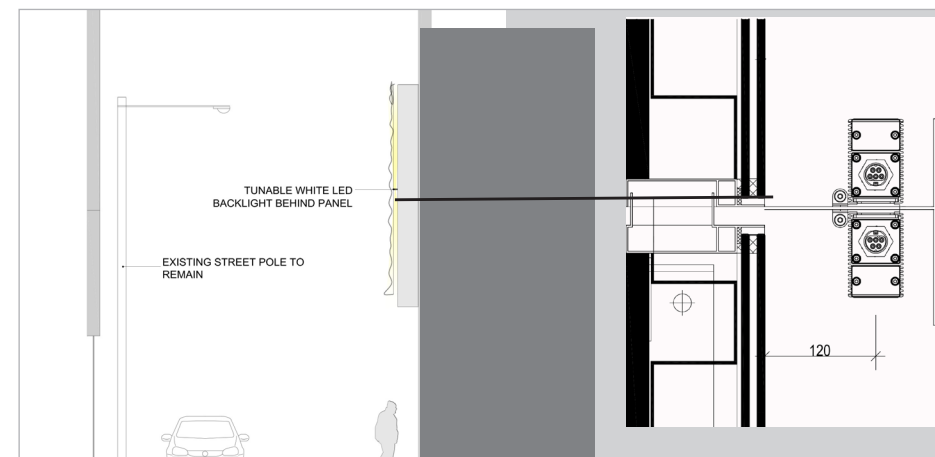 TUNABLE WHITE LED
BACKLIGHT BEHIND PANEL
EXISTING STREET POLE TO
REMAIN
120